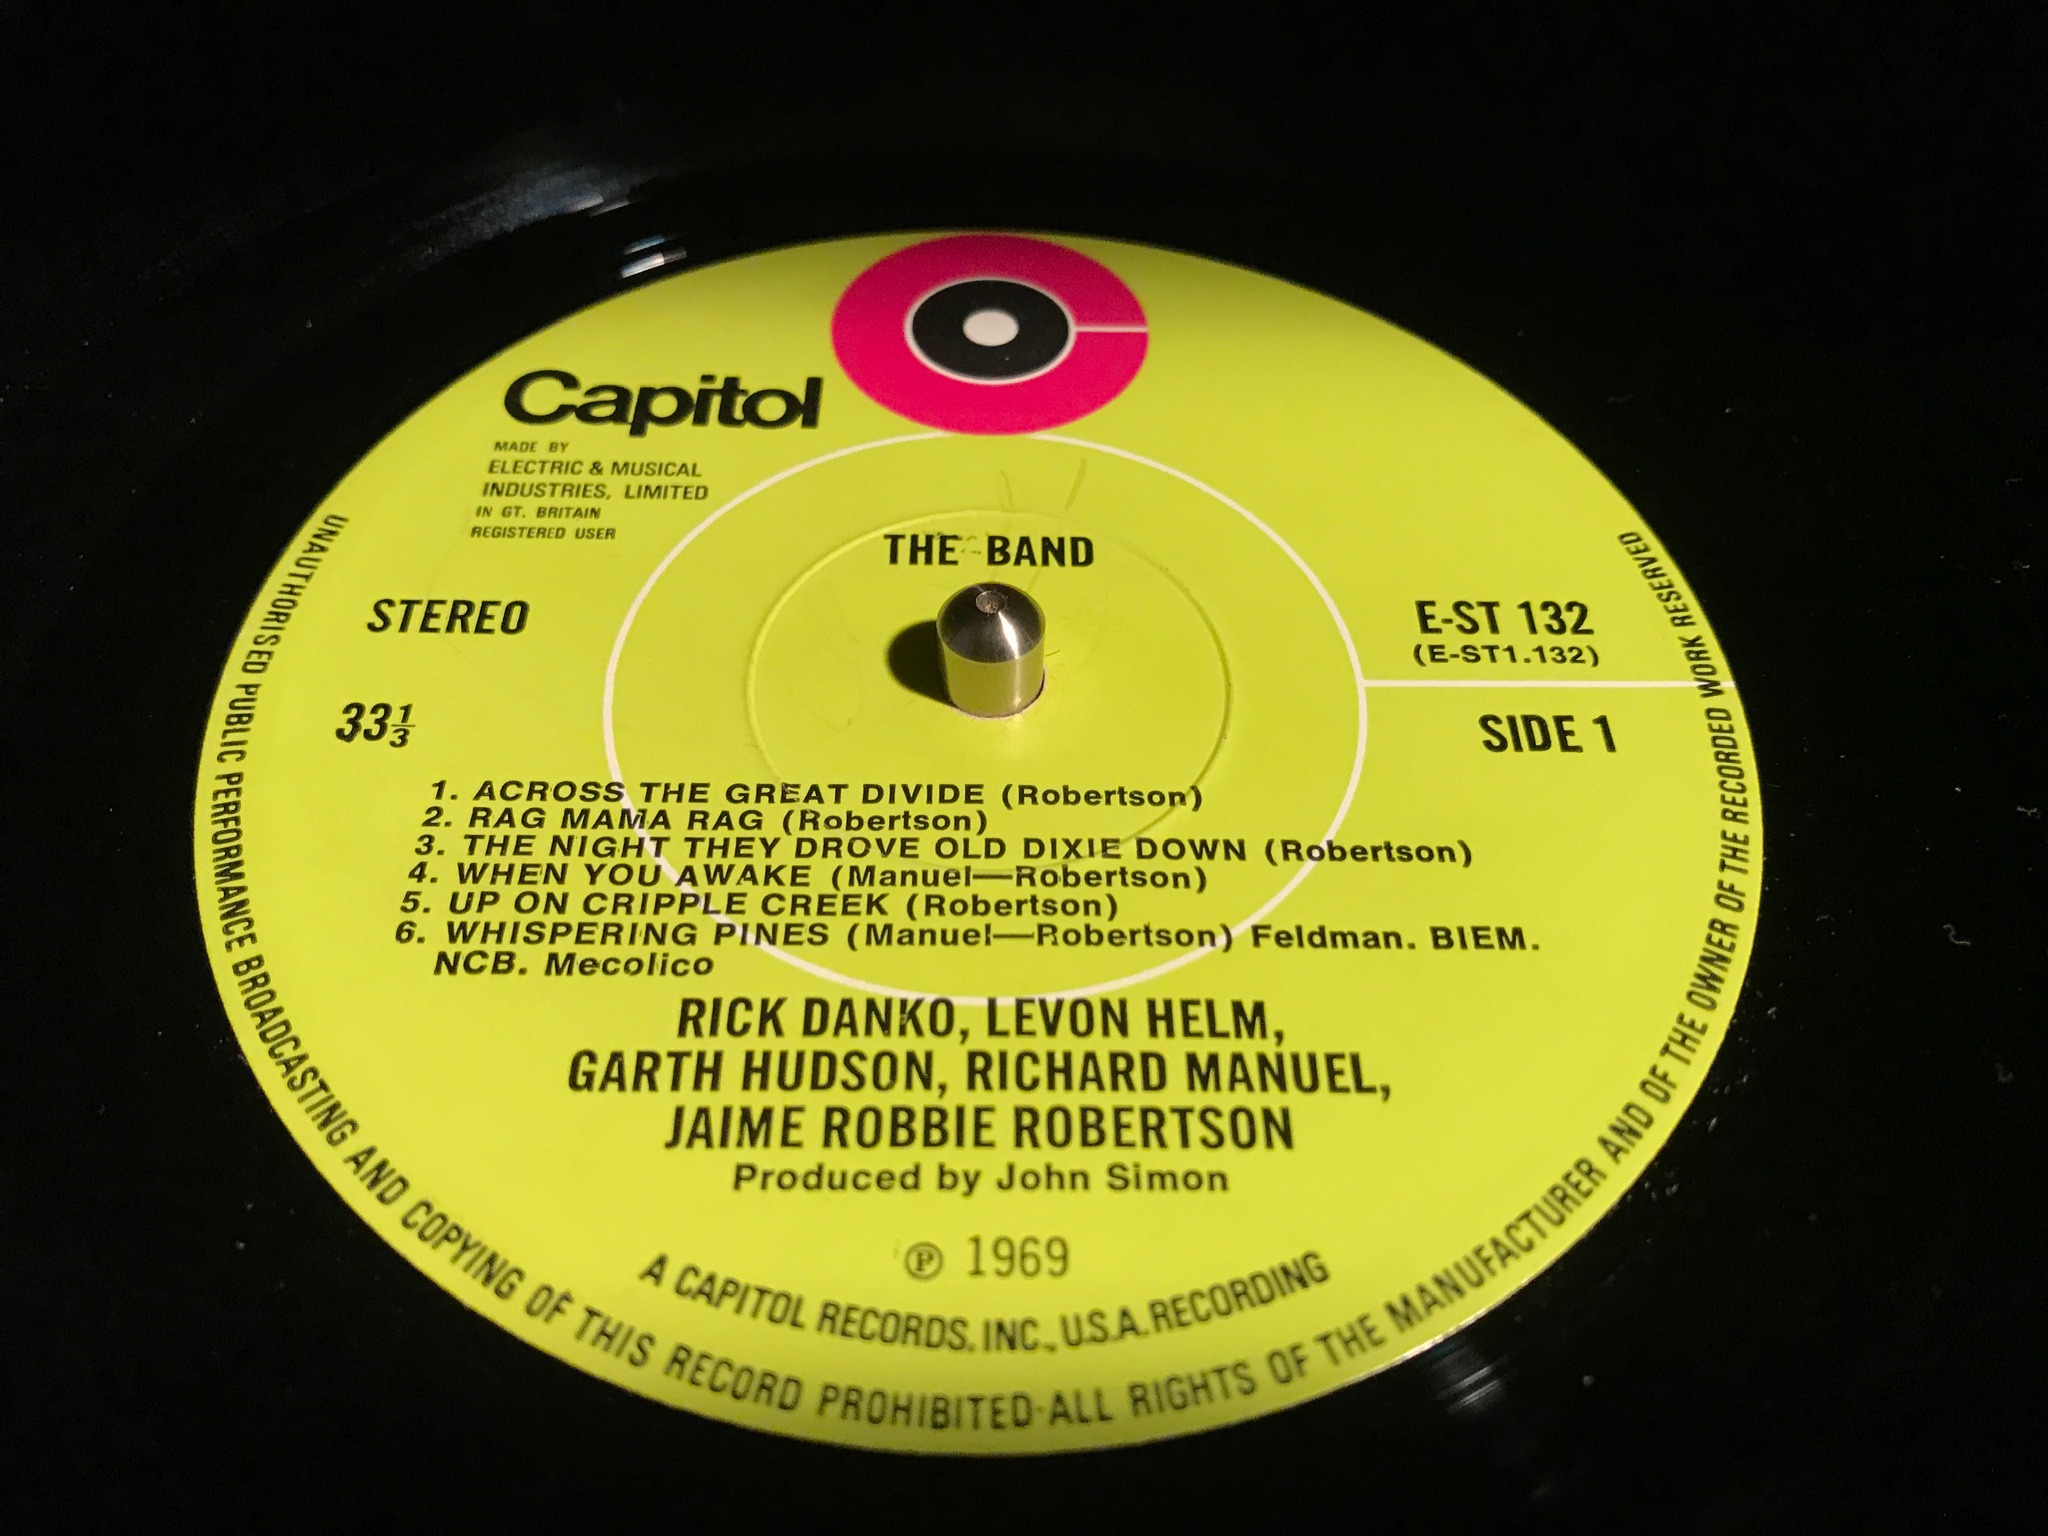 Capitol
MADE BY
ELECTRIC & MUSICAL
INDUSTRIES, LIMITED
IN GT. BRITAIN
REGISTERED USER
THE BAND
STEREO
33⅓
E-ST 132
(E-ST1.132)
SIDE 1
1. ACROSS THE GREAT DIVIDE (Robertson)
2. RAG MAMA RAG (Robertson)
3. THE NIGHT THEY DROVE OLD DIXIE DOWN (Robertson)
4. WHEN YOU AWAKE (Manuel—Robertson)
5. UP ON CRIPPLE CREEK (Robertson)
6. WHISPERING PINES (Manuel—Robertson) Feldman. BIEM.
NCB. Mecolico
RICK DANKO, LEVON HELM,
GARTH HUDSON, RICHARD MANUEL,
JAIME ROBBIE ROBERTSON
Produced by John Simon
℗ 1969
A CAPITOL RECORDS, INC., U.S.A. RECORDING
UNAUTHORISED PUBLIC PERFORMANCE BROADCASTING AND COPYING OF THIS RECORD PROHIBITED·ALL RIGHTS OF THE MANUFACTURER AND OF THE OWNER OF THE RECORDED WORK RESERVED